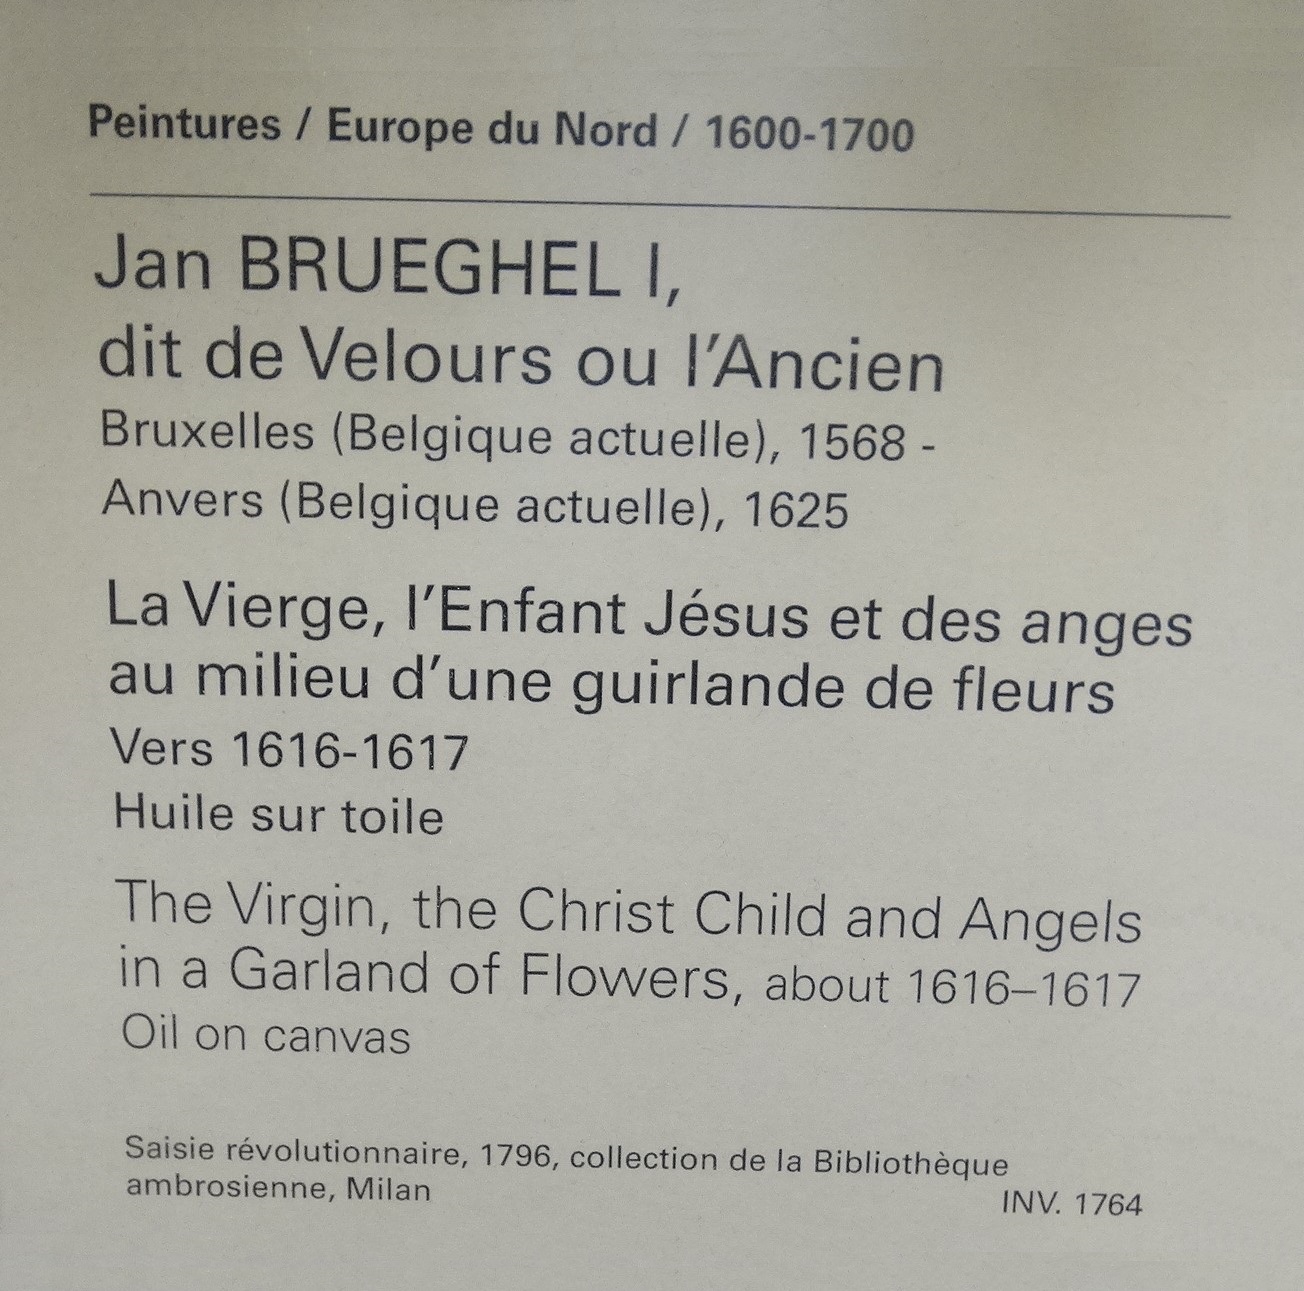 Peintures / Europe du Nord / 1600-1700
Jan BRUEGHEL I,
dit de Velours ou l'Ancien
Bruxelles (Belgique actuelle), 1568 -
Anvers (Belgique actuelle), 1625
La Vierge, l'Enfant Jésus et des anges
au milieu d'une guirlande de fleurs
Vers 1616-1617
Huile sur toile
The Virgin, the Christ Child and Angels
in a Garland of Flowers, about 1616–1617
Oil on canvas
Saisie révolutionnaire, 1796, collection de la Bibliothèque
ambrosienne, Milan
INV. 1764